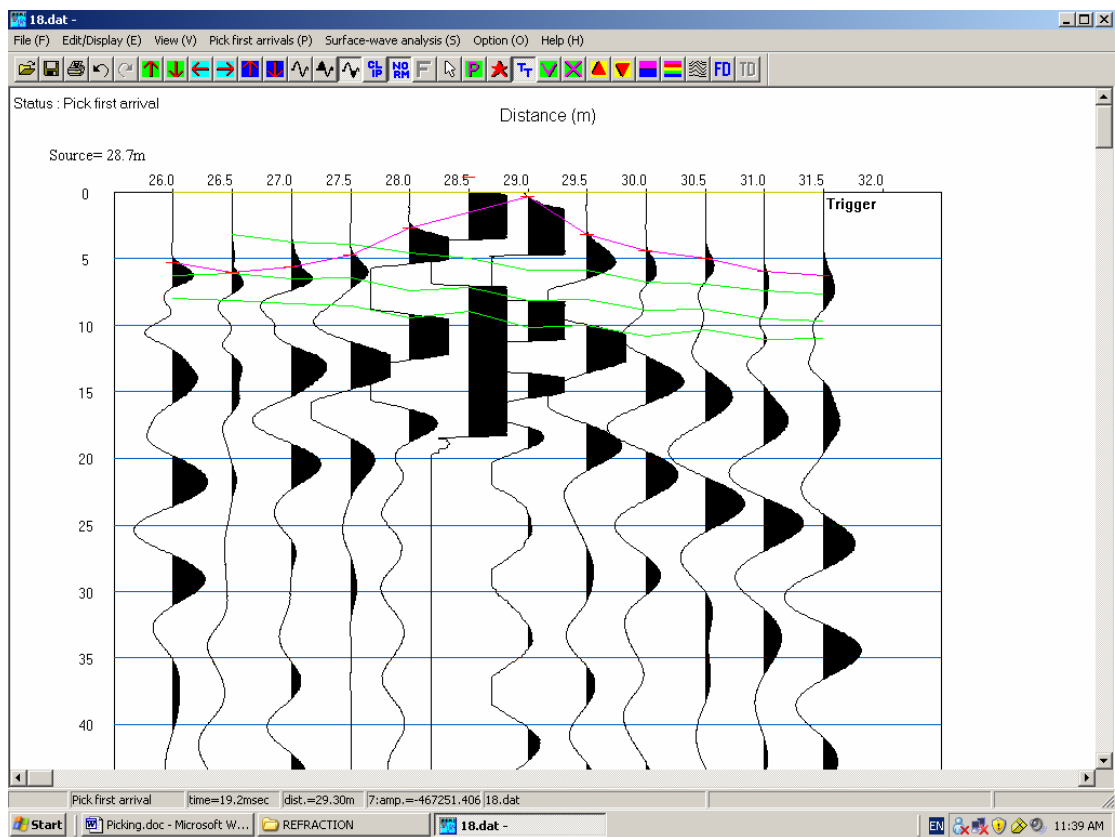 18.dat -
File (F) Edit/Display (E) View (V) Pick first arrivals (P) Surface-wave analysis (S) Option (O) Help (H)
CL IP NO RM F P TT FD TD
Status : Pick first arrival
Distance (m)
Source= 28.7m
26.0 26.5 27.0 27.5 28.0 28.5 29.0 29.5 30.0 30.5 31.0 31.5 32.0
0
Trigger
5
10
15
20
25
30
35
40
Pick first arrival time=19.2msec dist.=29.30m 7:amp.=-467251.406 18.dat
Start Picking.doc - Microsoft W... REFRACTION 18.dat - EN 11:39 AM